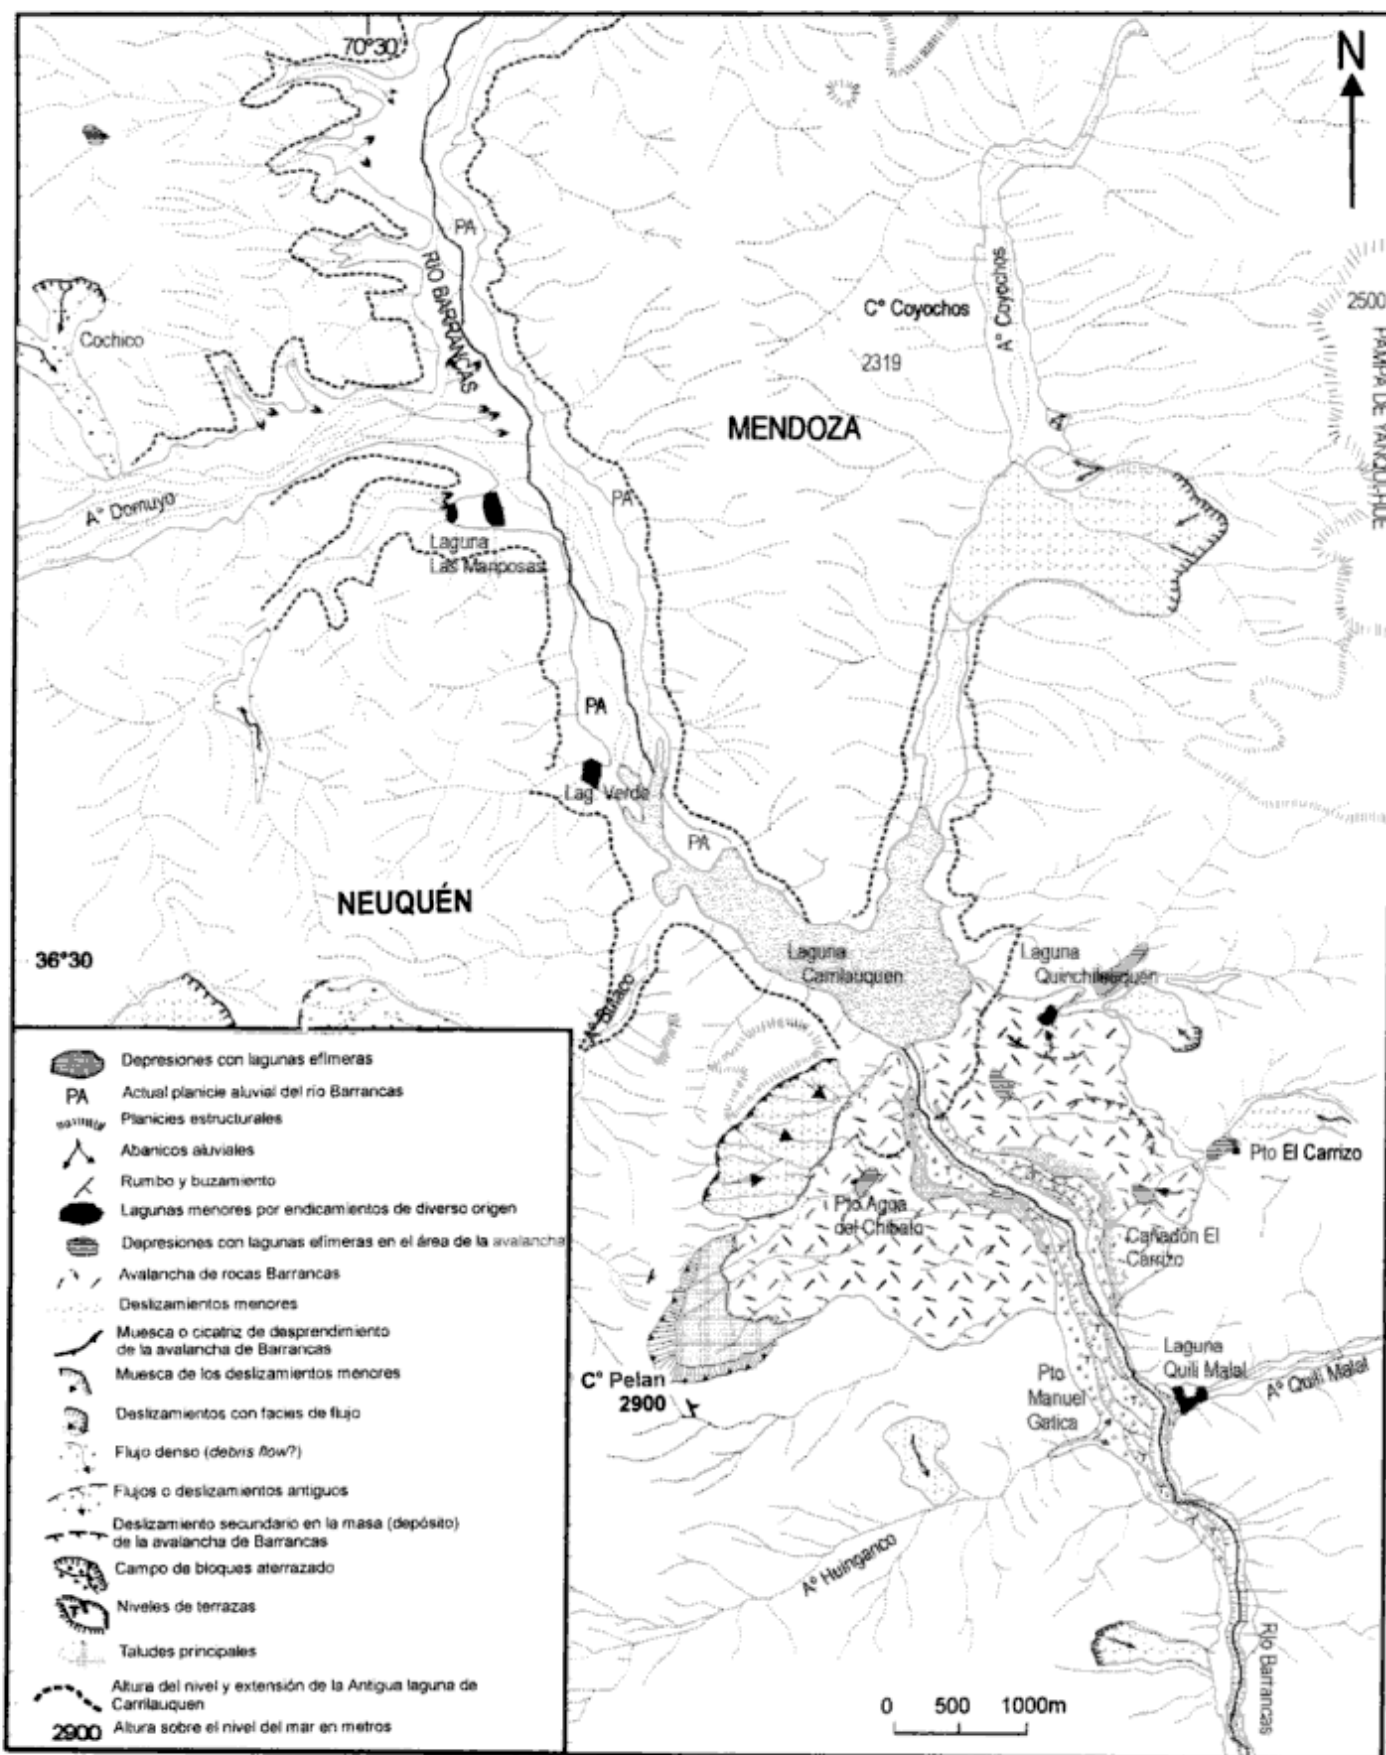 70°30'
N
PA
RÍO BARRANCAS
Cochico
C° Coyochos
2319
A° Coyochos
2500
PAMPA DE YANQUI-HUE
MENDOZA
A° Domuyo
PA
Laguna
Las Mariposas
PA
Lag. Verde
PA
NEUQUÉN
36°30
Laguna
Carrilauquen
Laguna
Quinchilauquen
A° Butaco
Pto El Carrizo
Pto Agoa
del Chibato
Cañadón El
Carrizo
C° Pelan
2900
Pto
Manuel
Gatica
Laguna
Quili Malal
A° Quili Malal
A° Huinganco
Río Barrancas
0 500 1000m
Depresiones con lagunas efímeras
PA Actual planicie aluvial del río Barrancas
Planicies estructurales
Abanicos aluviales
Rumbo y buzamiento
Lagunas menores por endicamientos de diverso origen
Depresiones con lagunas efímeras en el área de la avalancha
Avalancha de rocas Barrancas
Deslizamientos menores
Muesca o cicatriz de desprendimiento
de la avalancha de Barrancas
Muesca de los deslizamientos menores
Deslizamientos con facies de flujo
Flujo denso (debris flow?)
Flujos o deslizamientos antiguos
Deslizamiento secundario en la masa (depósito)
de la avalancha de Barrancas
Campo de bloques aterrazado
Niveles de terrazas
Taludes principales
Altura del nivel y extensión de la Antigua laguna de
Carrilauquen
2900 Altura sobre el nivel del mar en metros